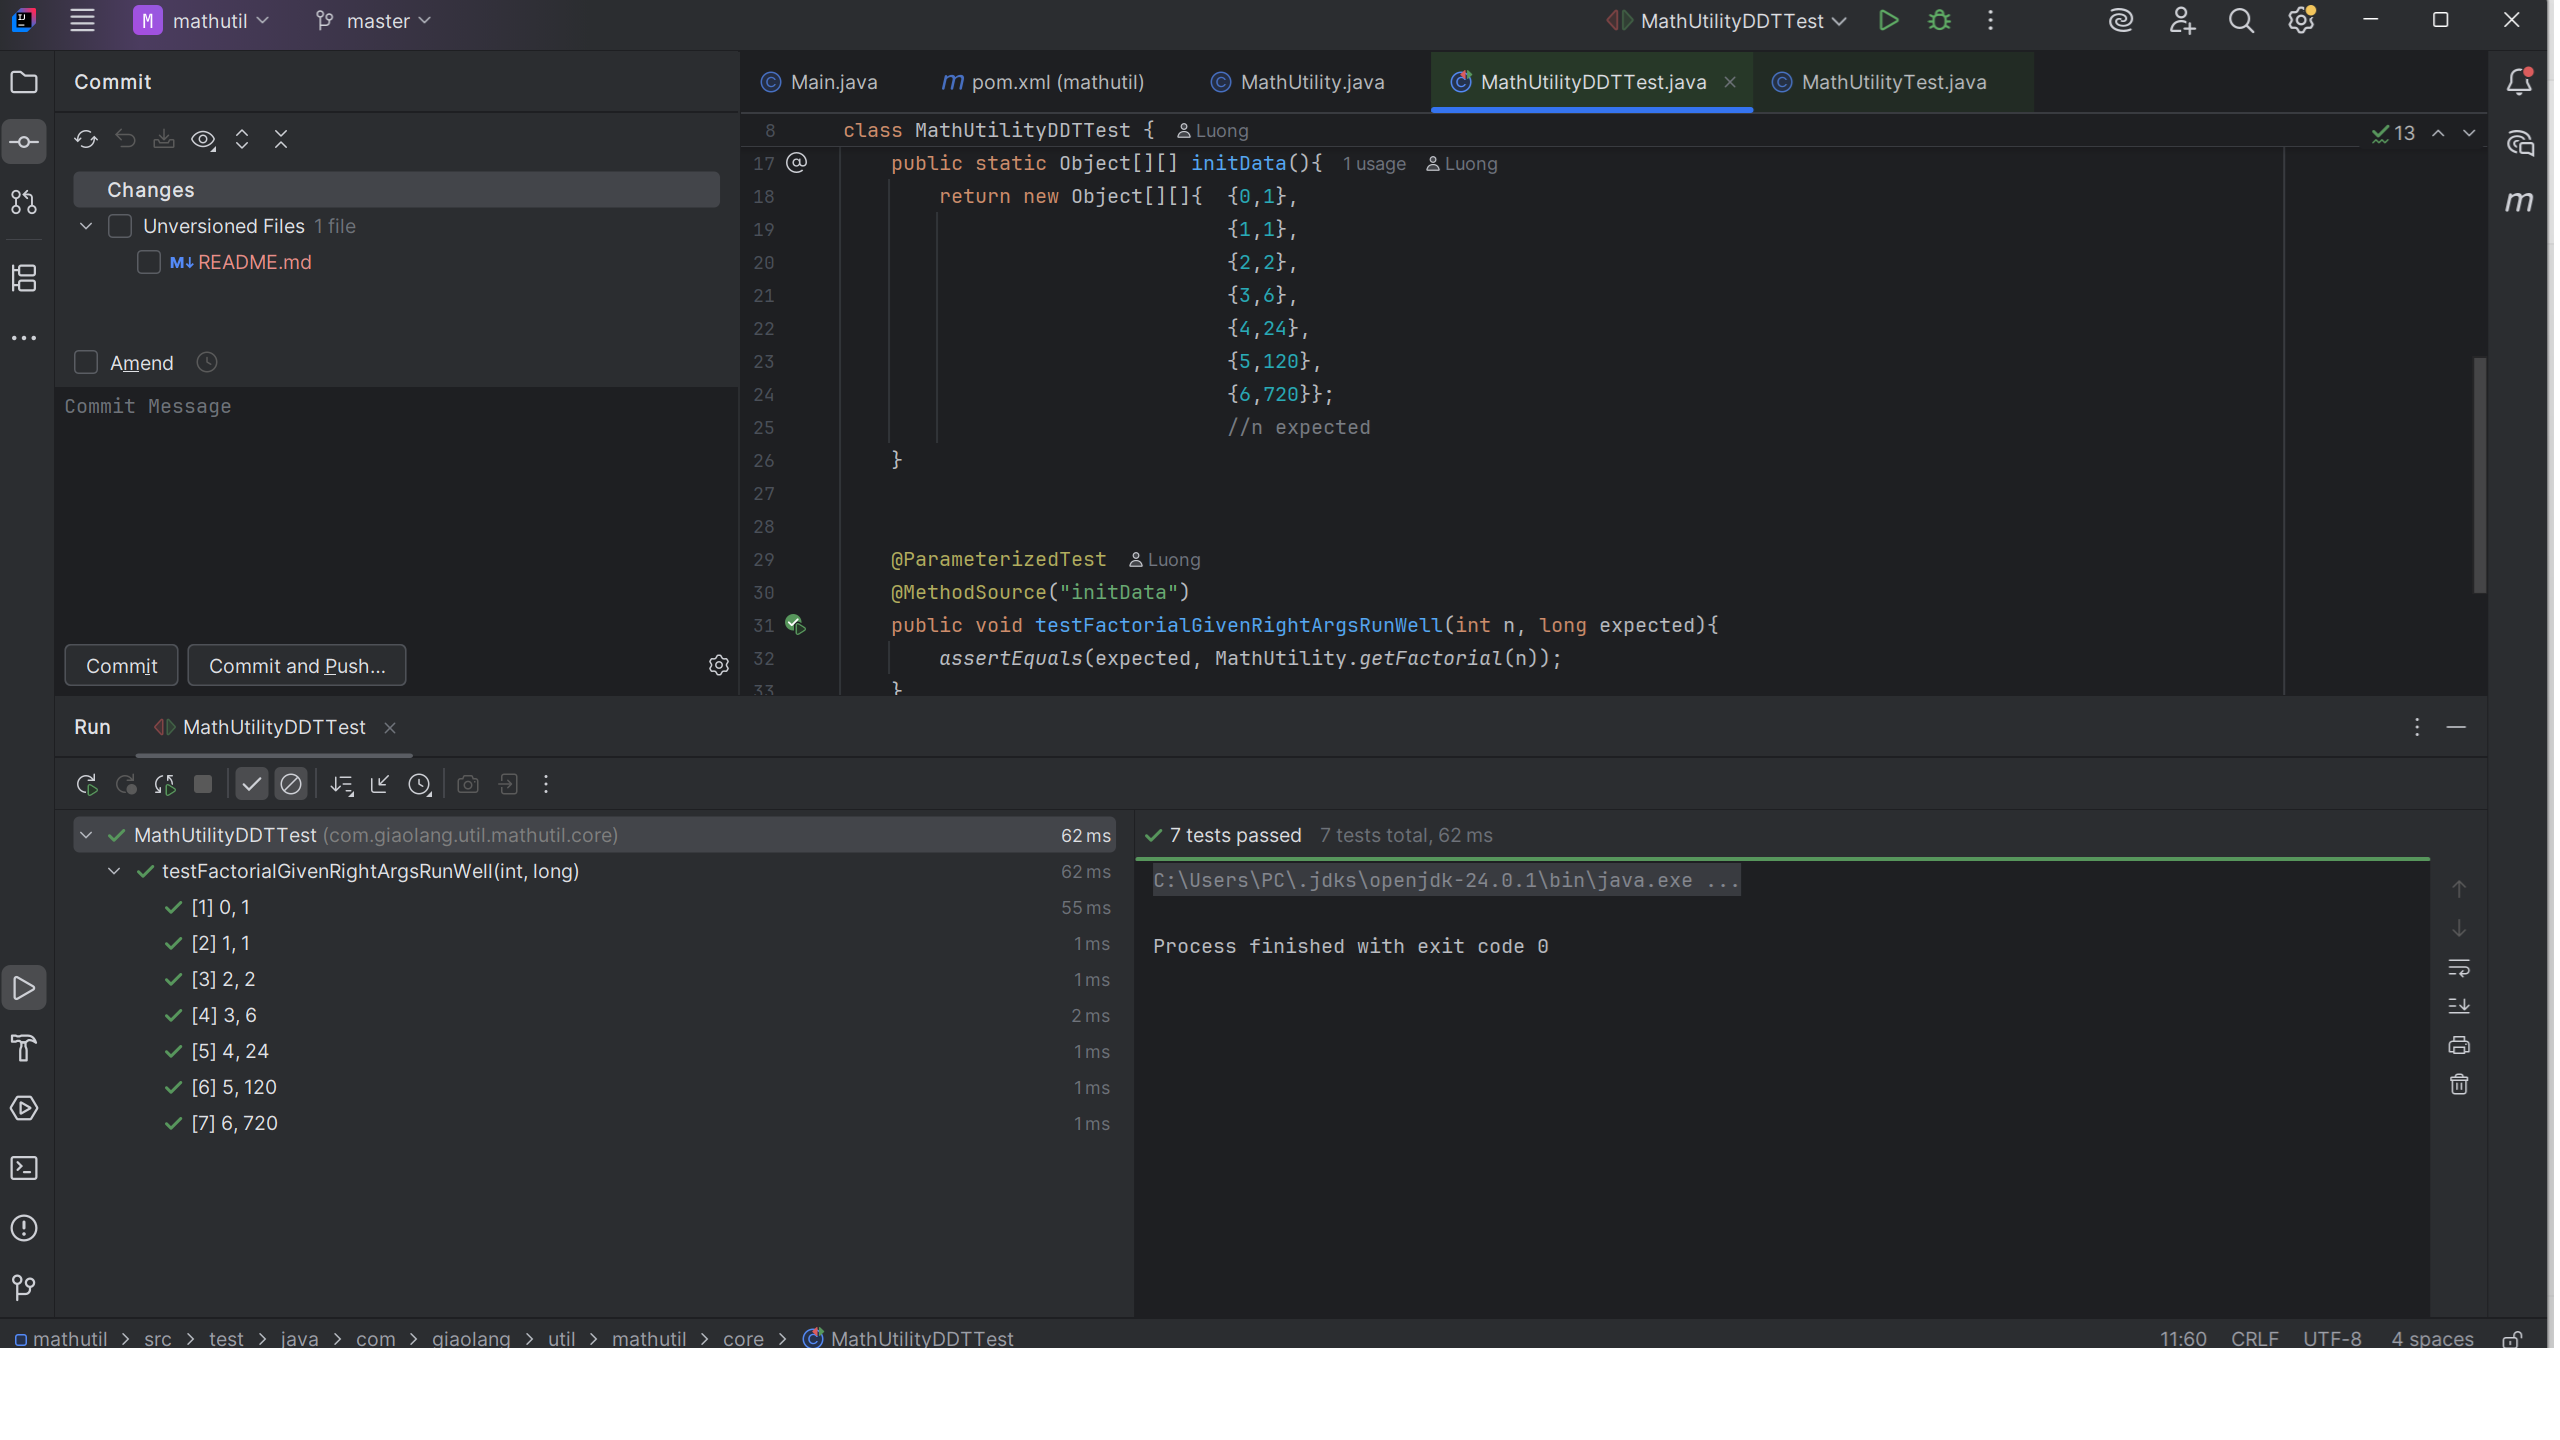 M mathutil master MathUtilityDDTTest
Commit
Main.java m pom.xml (mathutil) MathUtility.java MathUtilityDDTTest.java MathUtilityTest.java
Changes
Unversioned Files 1 file
M↓ README.md
Amend
Commit Message
Commit Commit and Push...
8 class MathUtilityDDTTest { Luong 13
17 public static Object[][] initData(){ 1 usage Luong
18 return new Object[][]{ {0,1},
19 {1,1},
20 {2,2},
21 {3,6},
22 {4,24},
23 {5,120},
24 {6,720}};
25 //n expected
26 }
27
28
29 @ParameterizedTest Luong
30 @MethodSource("initData")
31 public void testFactorialGivenRightArgsRunWell(int n, long expected){
32 assertEquals(expected, MathUtility.getFactorial(n));
33 }
m
Run MathUtilityDDTTest
MathUtilityDDTTest (com.giaolang.util.mathutil.core) 62 ms
testFactorialGivenRightArgsRunWell(int, long) 62 ms
[1] 0, 1 55 ms
[2] 1, 1 1 ms
[3] 2, 2 1 ms
[4] 3, 6 2 ms
[5] 4, 24 1 ms
[6] 5, 120 1 ms
[7] 6, 720 1 ms
7 tests passed 7 tests total, 62 ms
C:\Users\PC\.jdks\openjdk-24.0.1\bin\java.exe ...
Process finished with exit code 0
mathutil > src > test > java > com > giaolang > util > mathutil > core > MathUtilityDDTTest 11:60 CRLF UTF-8 4 spaces